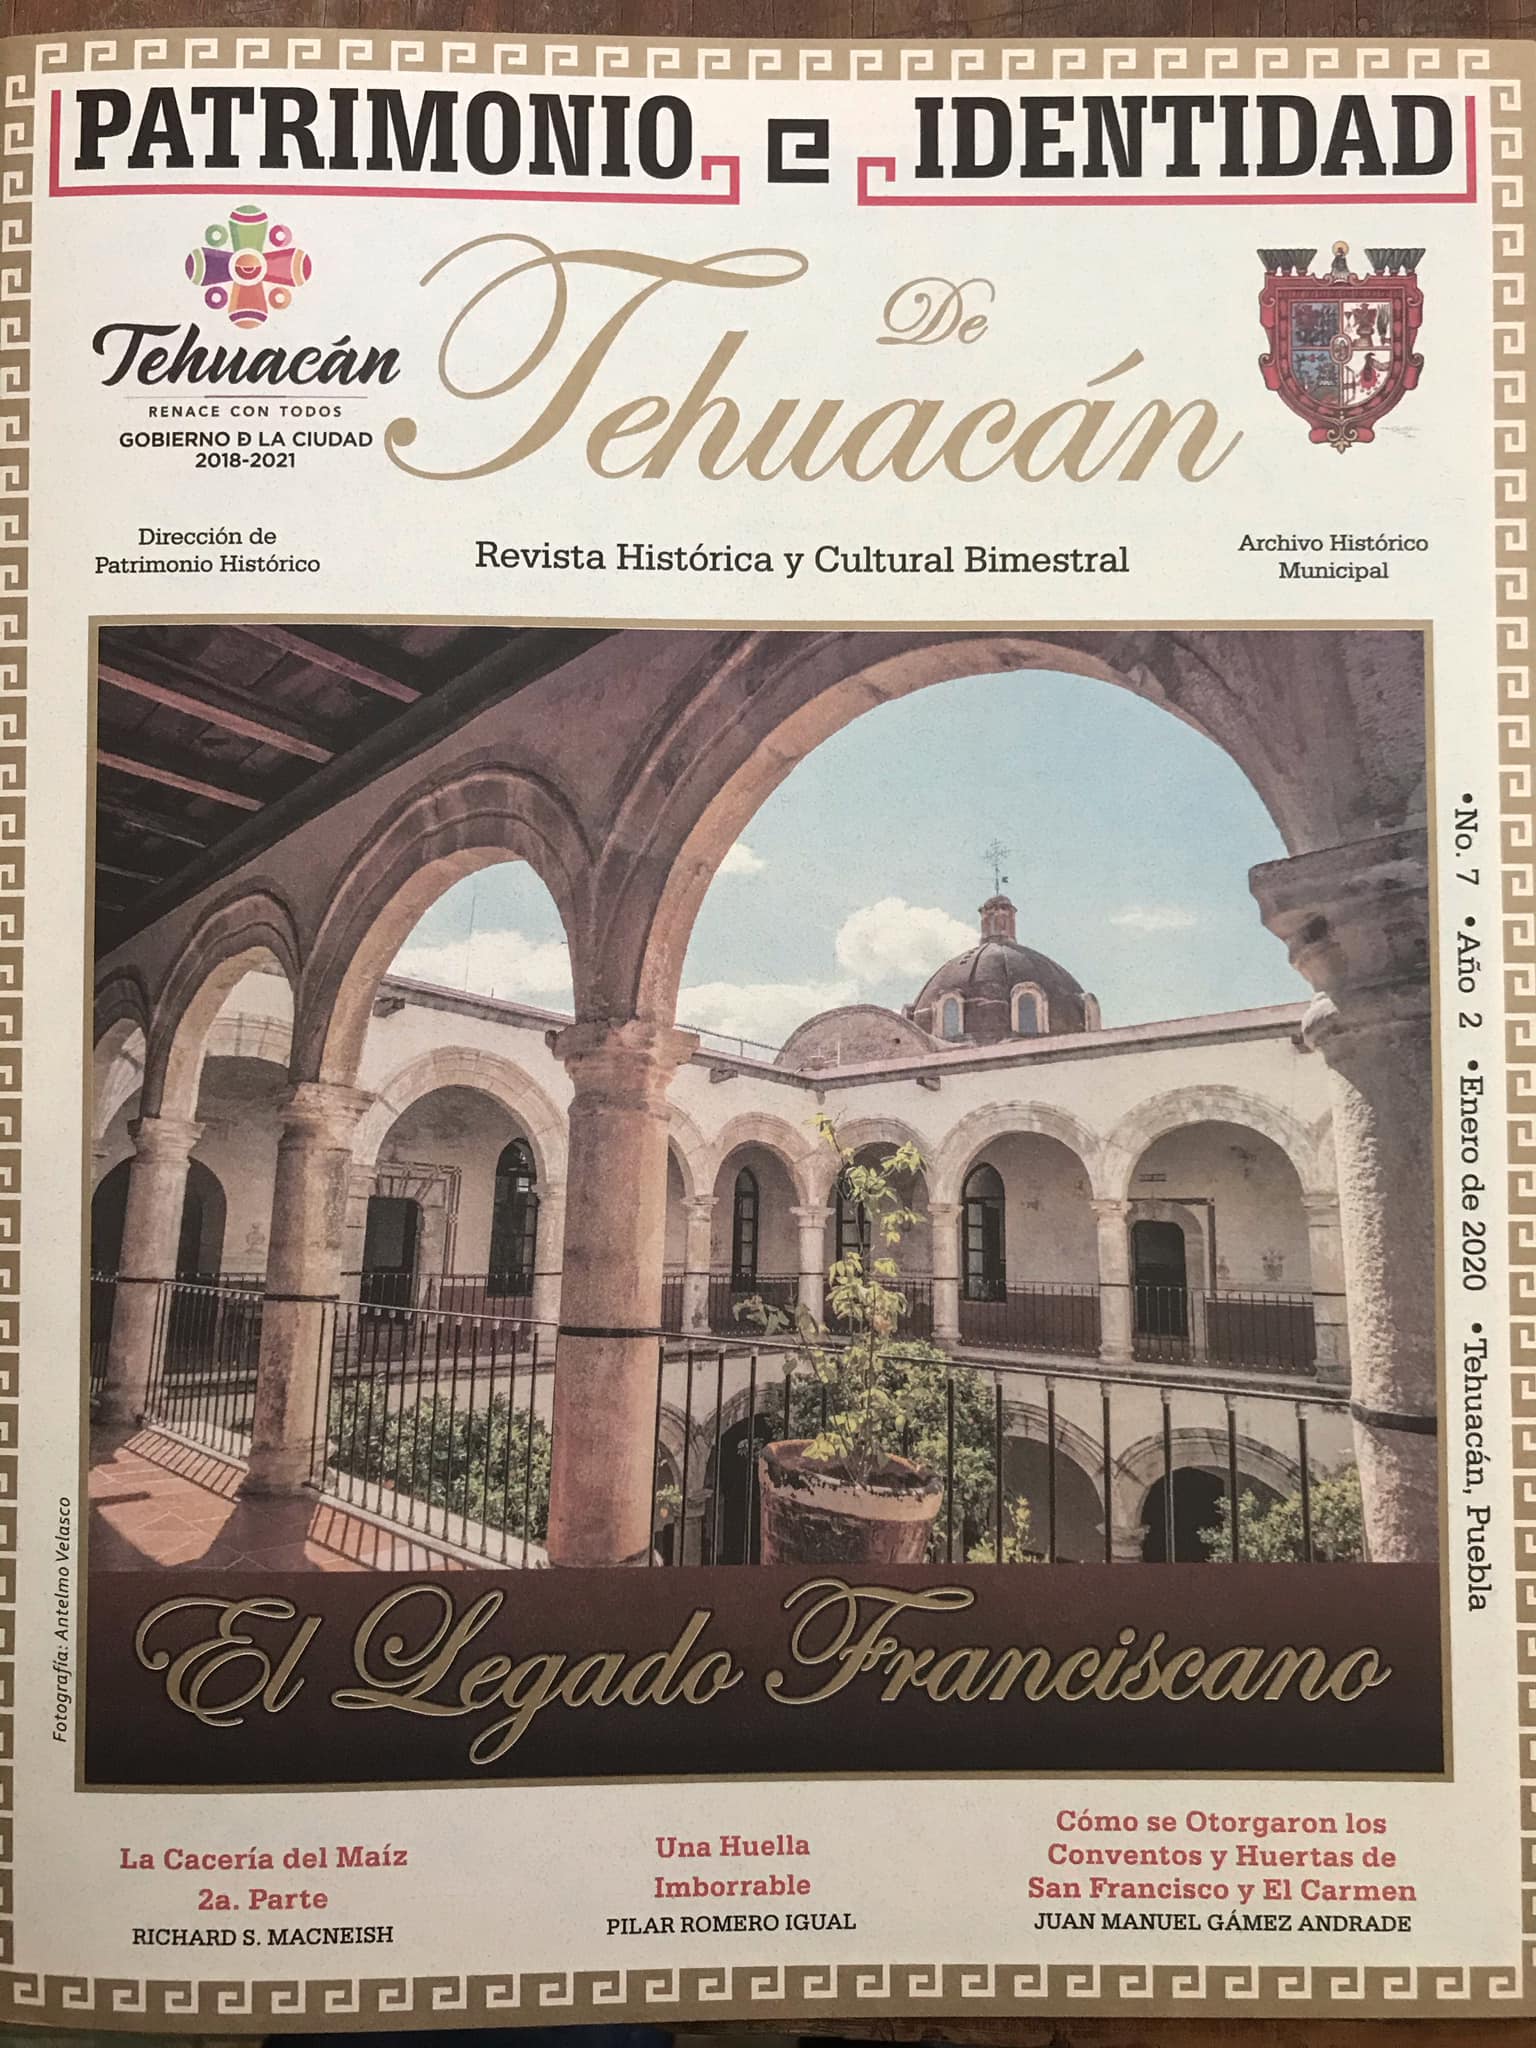 PATRIMONIO e IDENTIDAD
De
Tehuacán
Tehuacán
RENACE CON TODOS
GOBIERNO Đ LA CIUDAD
2018-2021
Dirección de
Patrimonio Histórico
Revista Histórica y Cultural Bimestral
Archivo Histórico
Municipal
•No. 7 •Año 2 •Enero de 2020 •Tehuacán, Puebla
Fotografía: Antelmo Velasco
El Legado Franciscano
La Cacería del Maíz
2a. Parte
RICHARD S. MACNEISH
Una Huella
Imborrable
PILAR ROMERO IGUAL
Cómo se Otorgaron los
Conventos y Huertas de
San Francisco y El Carmen
JUAN MANUEL GÁMEZ ANDRADE